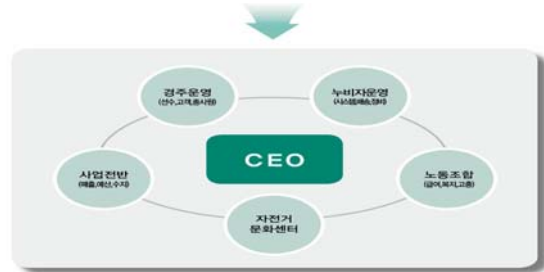 경주운영
(선수,고객,종사원)
누비자운영
(시스템,배송,정비)
CEO
사업전반
(매출,예산,수지)
노동조합
(급여,복지,고충)
자전거
문화센터